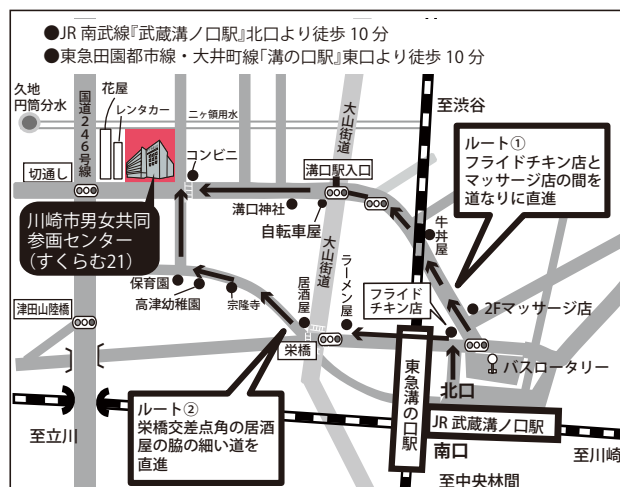 ●JR 南武線『武蔵溝ノ口駅』北口より徒歩 10 分
●東急田園都市線・大井町線「溝の口駅」東口より徒歩 10 分
久地
円筒分水
国道246号線
花屋
レンタカー
二ヶ領用水
大山街道
至渋谷
ルート①
フライドチキン店と
マッサージ店の間を
道なりに直進
切通し
コンビニ
溝口駅入口
溝口神社
自転車屋
牛丼屋
川崎市男女共同
参画センター
(すくらむ21)
大山街道
保育園
高津幼稚園
宗隆寺
居酒屋
ラーメン屋
フライド
チキン店
2Fマッサージ店
津田山陸橋
栄橋
バスロータリー
北口
東急溝の口駅
ルート②
栄橋交差点角の居酒
屋の脇の細い道を
直進
JR 武蔵溝ノ口駅
至立川
南口
至川崎
至中央林間